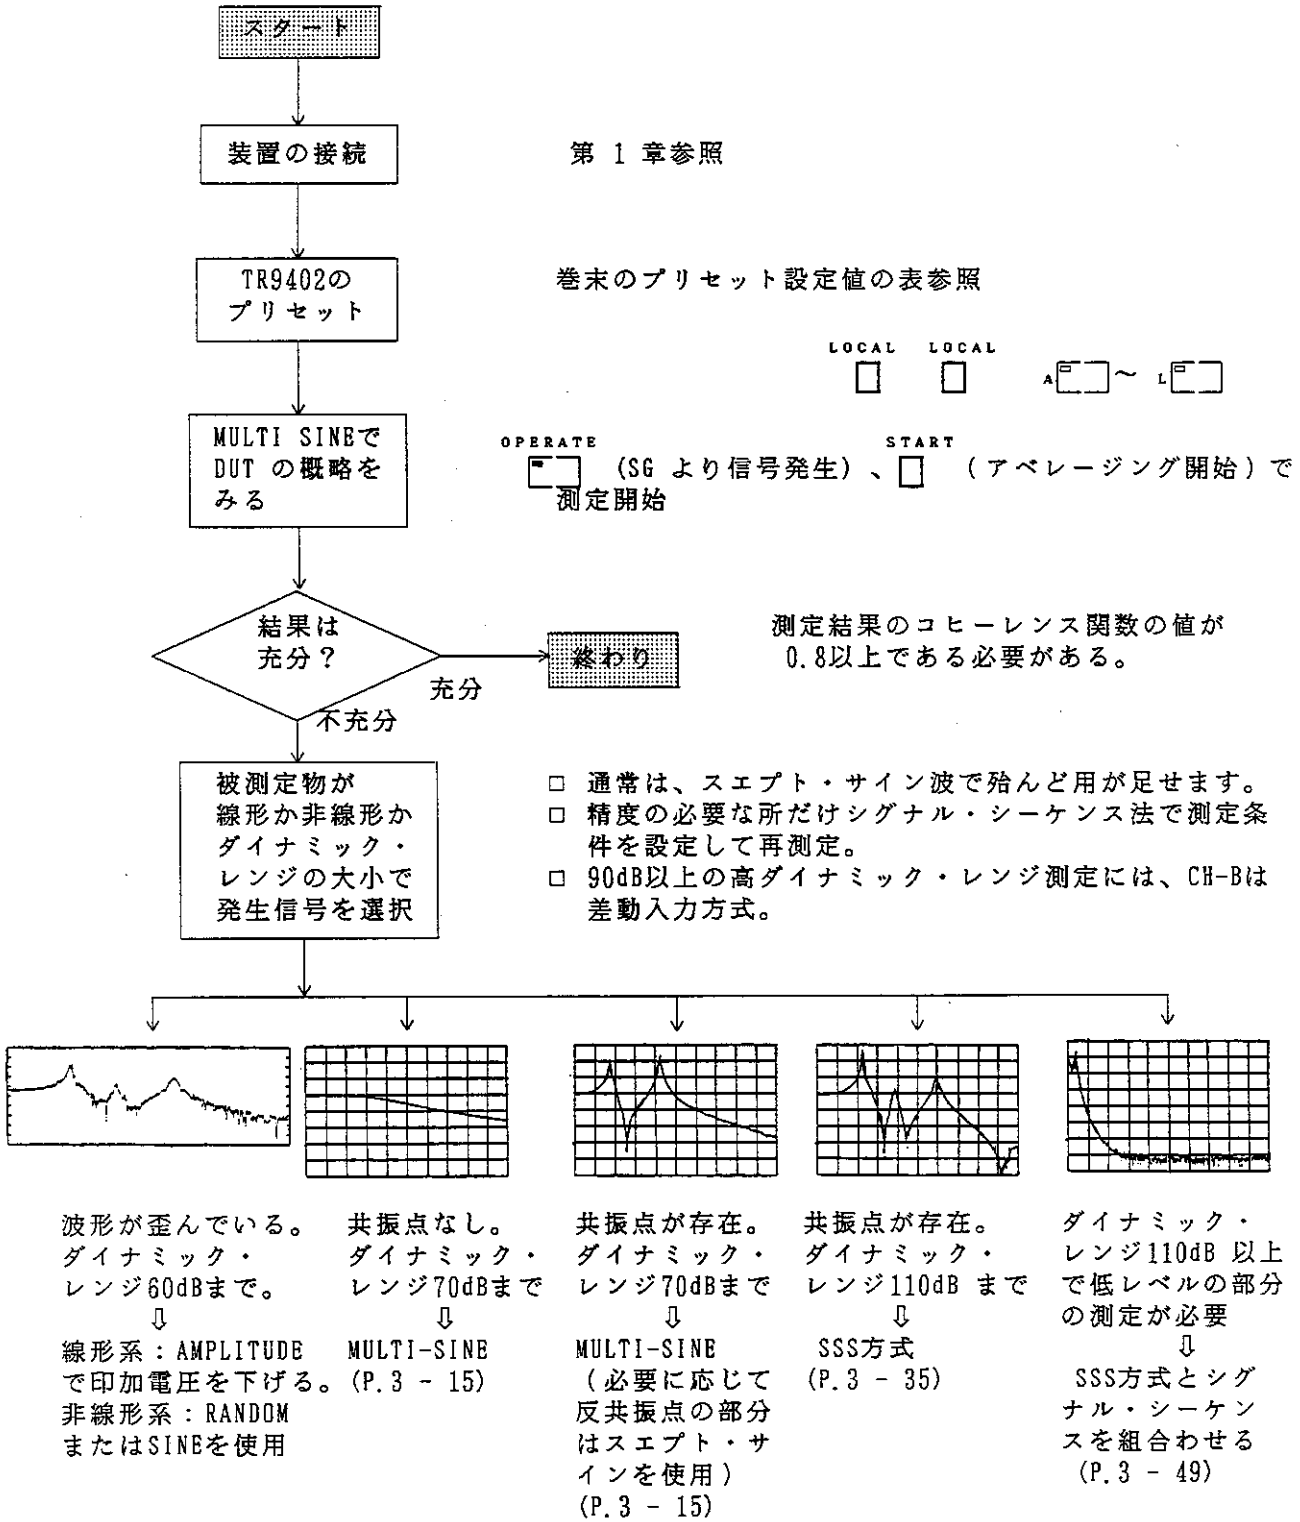 スタート
装置の接続
第 1 章参照
TR9402の
プリセット
巻末のプリセット設定値の表参照
LOCAL LOCAL
A ～ L
MULTI SINEで
DUT の概略を
みる
OPERATE START
(SG より信号発生)、 (アベレージング開始)で
測定開始
結果は
充分？
充分
不充分
終わり
測定結果のコヒーレンス関数の値が
0.8以上である必要がある。
被測定物が
線形か非線形か
ダイナミック・
レンジの大小で
発生信号を選択
□ 通常は、スエプト・サイン波で殆んど用が足せます。
□ 精度の必要な所だけシグナル・シーケンス法で測定条
件を設定して再測定。
□ 90dB以上の高ダイナミック・レンジ測定には、CH-Bは
差動入力方式。
波形が歪んでいる。
ダイナミック・
レンジ60dBまで。
⇩
線形系：AMPLITUDE
で印加電圧を下げる。
非線形系：RANDOM
またはSINEを使用
共振点なし。
ダイナミック・
レンジ70dBまで
⇩
MULTI-SINE
(P.3 - 15)
共振点が存在。
ダイナミック・
レンジ70dBまで
⇩
MULTI-SINE
(必要に応じて
反共振点の部分
はスエプト・サ
インを使用)
(P.3 - 15)
共振点が存在。
ダイナミック・
レンジ110dB まで
⇩
SSS方式
(P.3 - 35)
ダイナミック・
レンジ110dB 以上
で低レベルの部分
の測定が必要
⇩
SSS方式とシグ
ナル・シーケン
スを組合わせる
(P.3 - 49)